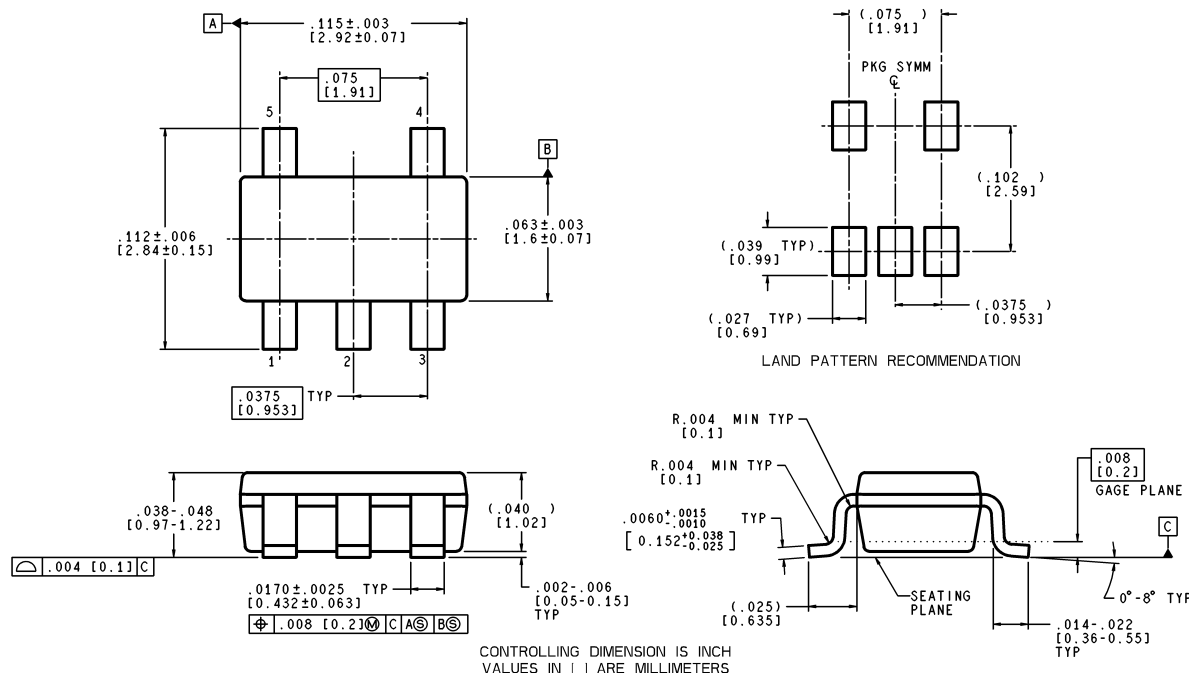 A
.115±.003
[2.92±0.07]
.075
[1.91]
5
4
B
.112±.006
[2.84±0.15]
.063±.003
[1.6±0.07]
1
2
3
.0375 TYP
[0.953]
(.075 )
[1.91]
PKG SYMM
℄
(.102 )
[2.59]
(.039 TYP)
[0.99]
(.027 TYP)
[0.69]
(.0375 )
[0.953]
LAND PATTERN RECOMMENDATION
.038-.048
[0.97-1.22]
(.040 )
[1.02]
⌓ .004 [0.1] C
.0170±.0025 TYP
[0.432±0.063]
⌖ .008 [0.2]Ⓜ C AⓈ BⓈ
.002-.006
[0.05-0.15]
TYP
R.004 MIN TYP
[0.1]
R.004 MIN TYP
[0.1]
.0060+.0015 -.0010 TYP
[ 0.152+0.038 -0.025 ]
.008
[0.2]
GAGE PLANE
C
0°-8° TYP
SEATING
PLANE
(.025)
[0.635]
.014-.022
[0.36-0.55]
TYP
CONTROLLING DIMENSION IS INCH
VALUES IN [ ] ARE MILLIMETERS